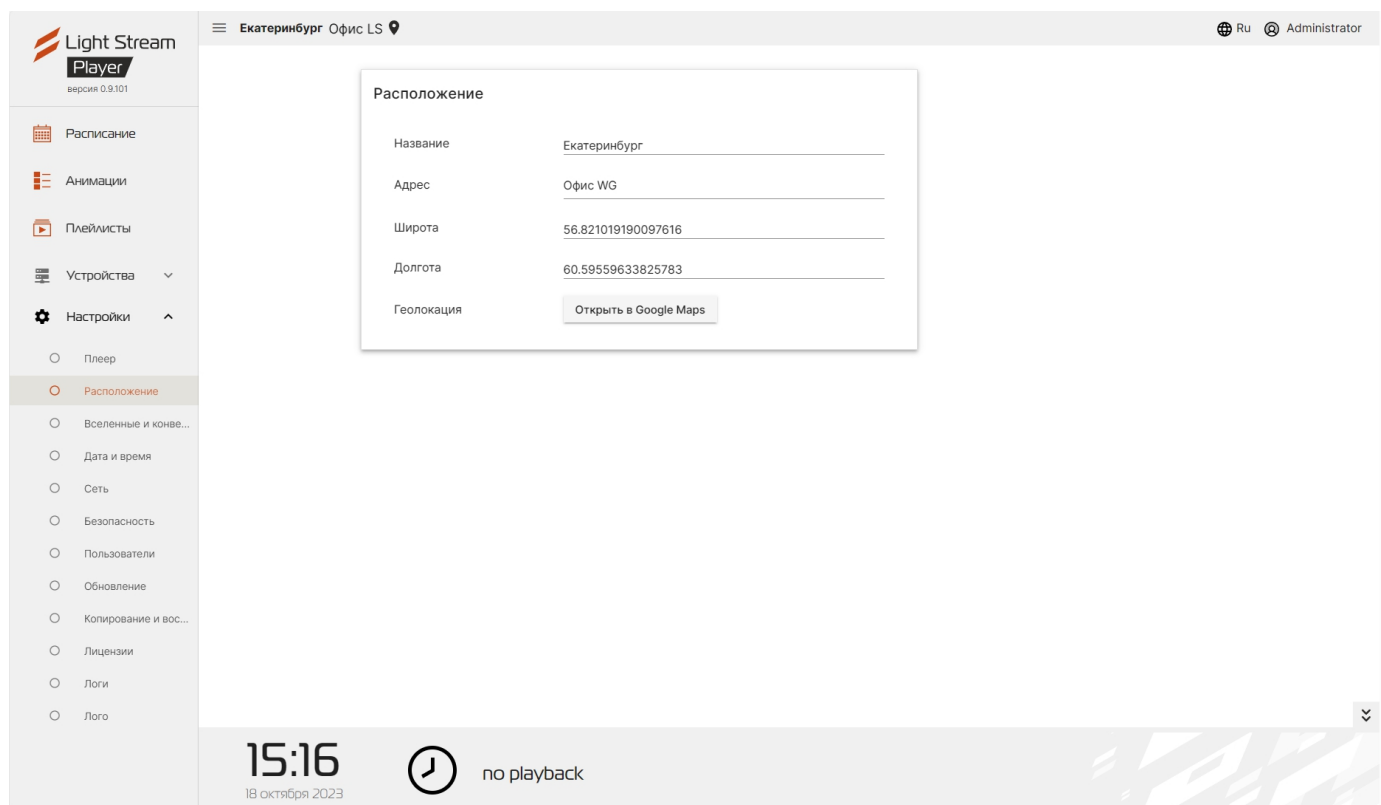 Light Stream
Player
версия 0.9.101
Екатеринбург Офис LS
Ru Administrator
Расписание
Анимации
Плейлисты
Устройства
Настройки
Плеер
Расположение
Вселенные и конве...
Дата и время
Сеть
Безопасность
Пользователи
Обновление
Копирование и вос...
Лицензии
Логи
Лого
Расположение
Название Екатеринбург
Адрес Офис WG
Широта 56.821019190097616
Долгота 60.59559633825783
Геолокация Открыть в Google Maps
15:16
18 октября 2023
no playback